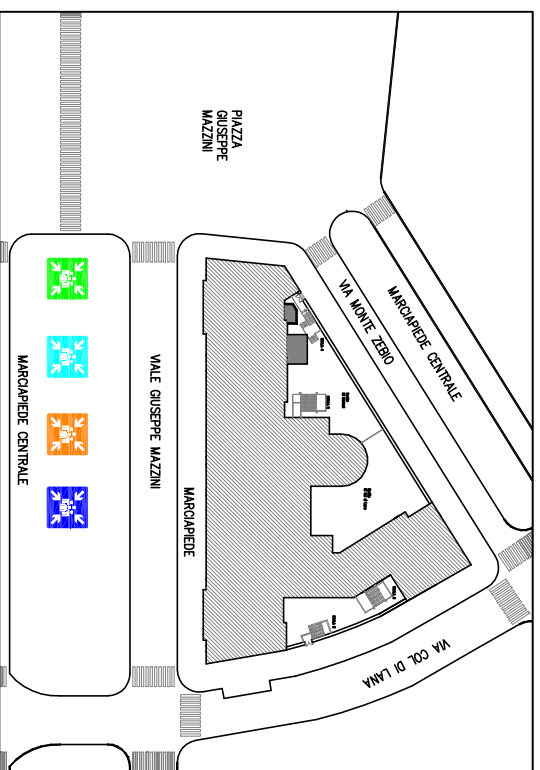 PIAZZA
GIUSEPPE
MAZZINI
MARCIAPIEDE CENTRALE
VIA MONTE ZEBIO
VIALE GIUSEPPE MAZZINI
MARCIAPIEDE
MARCIAPIEDE CENTRALE
VIA COL DI LANA